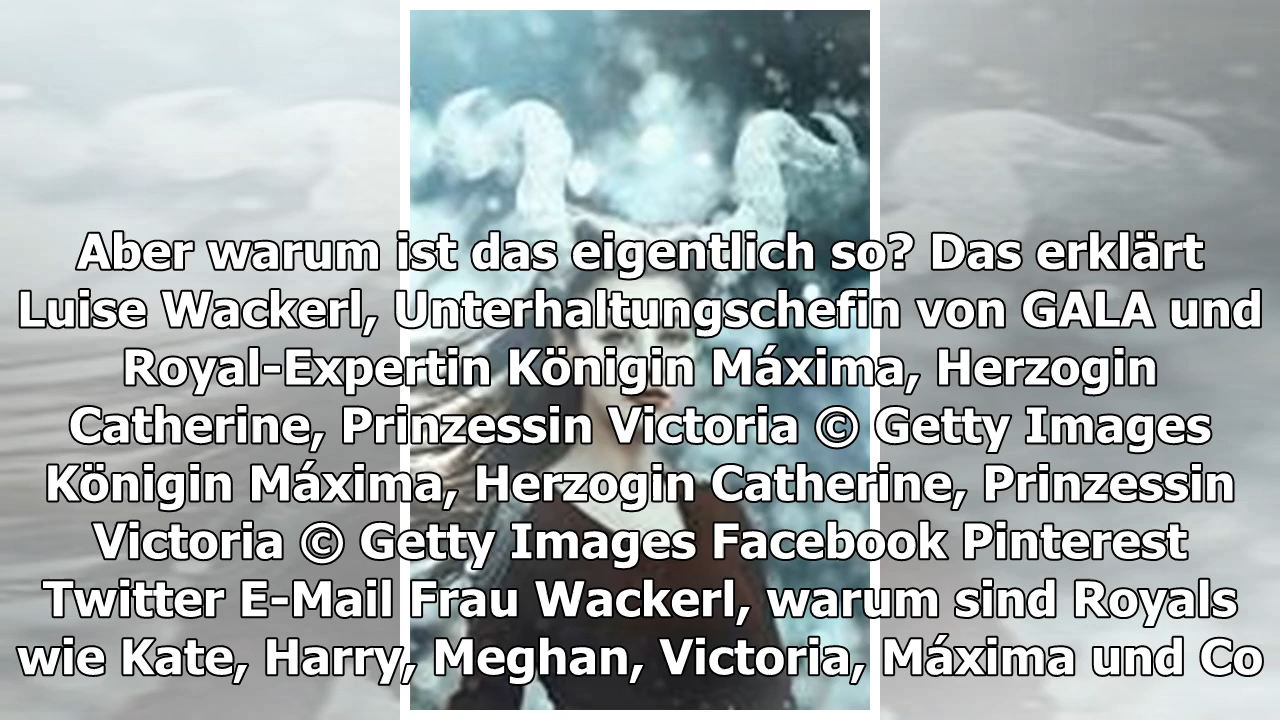 Aber warum ist das eigentlich so? Das erklärt
Luise Wackerl, Unterhaltungschefin von GALA und
Royal-Expertin Königin Máxima, Herzogin
Catherine, Prinzessin Victoria © Getty Images
Königin Máxima, Herzogin Catherine, Prinzessin
Victoria © Getty Images Facebook Pinterest
Twitter E-Mail Frau Wackerl, warum sind Royals
wie Kate, Harry, Meghan, Victoria, Máxima und Co